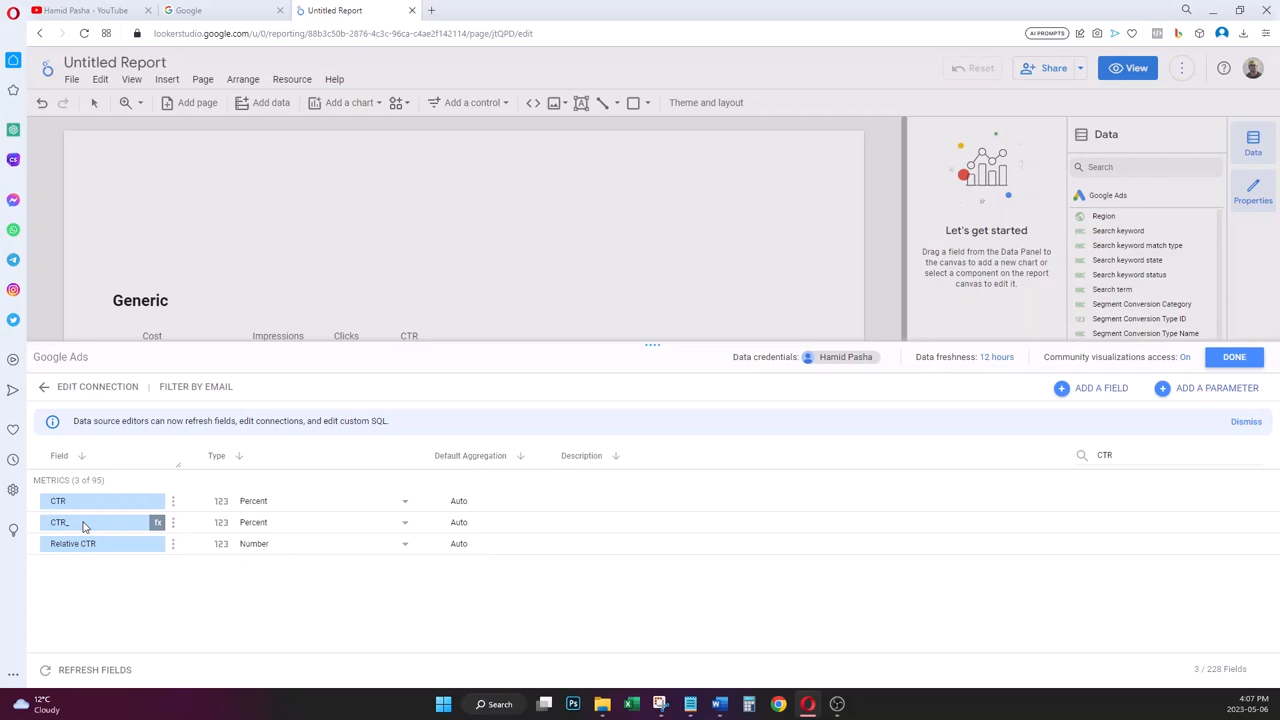 Hamid Pasha - YouTube
Google
Untitled Report
lookerstudio.google.com/u/0/reporting/88b3c50b-2876-4c3c-96ca-c4ae2f142114/page/jtQPD/edit
AI PROMPTS
Untitled Report
File Edit View Insert Page Arrange Resource Help
Reset
Share
View
Add page
Add data
Add a chart
Add a control
Theme and layout
Generic
Cost Impressions Clicks CTR
Let's get started
Drag a field from the Data Panel to
the canvas to add a new chart or
select a component on the report
canvas to edit it.
Data
Search
Google Ads
Region
Search keyword
Search keyword match type
Search keyword state
Search keyword status
Search term
Segment Conversion Category
Segment Conversion Type ID
Segment Conversion Type Name
Data
Properties
Google Ads
Data credentials: Hamid Pasha
Data freshness: 12 hours
Community visualizations access: On
DONE
EDIT CONNECTION | FILTER BY EMAIL
ADD A FIELD
ADD A PARAMETER
Data source editors can now refresh fields, edit connections, and edit custom SQL.
Dismiss
Field Type Default Aggregation Description
CTR
METRICS (3 of 95)
CTR 123 Percent Auto
CTR_ fx 123 Percent Auto
Relative CTR 123 Number Auto
REFRESH FIELDS
3 / 228 Fields
12°C
Cloudy
Search
4:07 PM
2023-05-06